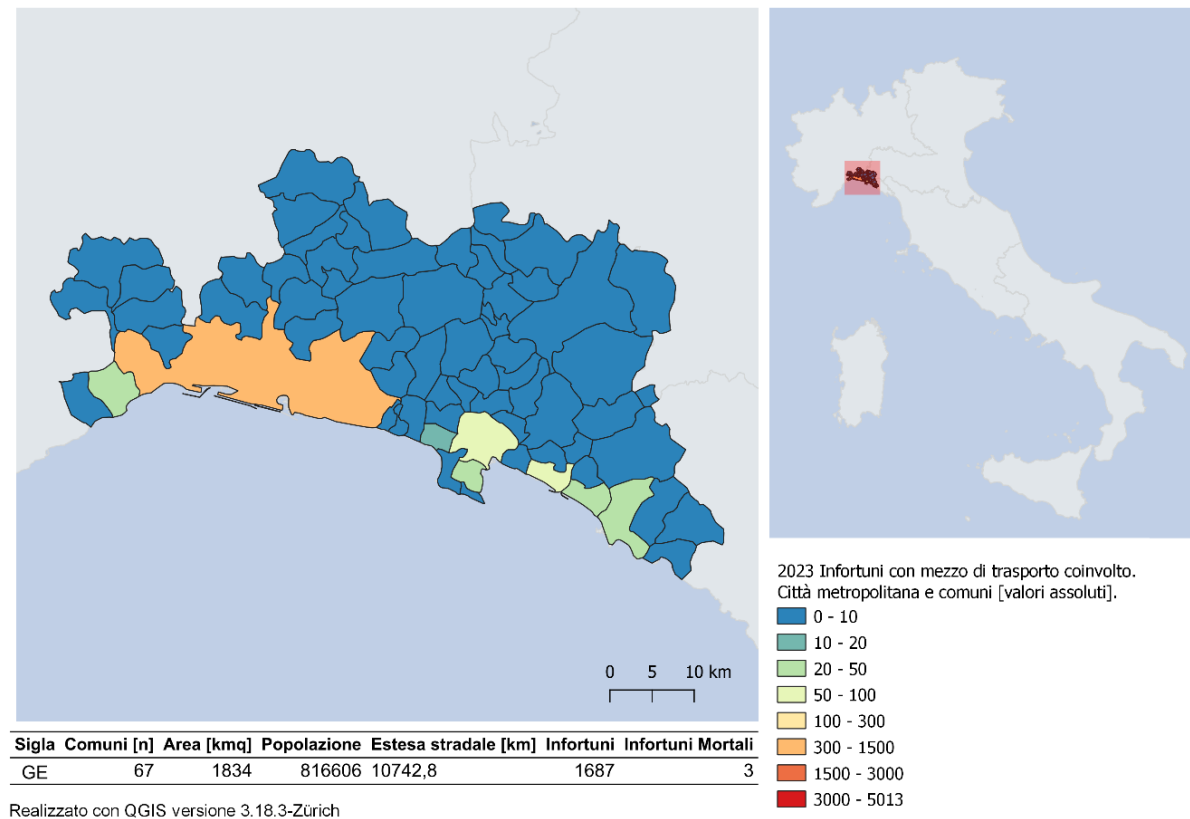 0 5 10 km
Sigla Comuni [n] Area [kmq] Popolazione Estesa stradale [km] Infortuni Infortuni Mortali
GE 67 1834 816606 10742,8 1687 3
Realizzato con QGIS versione 3.18.3-Zürich
2023 Infortuni con mezzo di trasporto coinvolto.
Città metropolitana e comuni [valori assoluti].
0 - 10
10 - 20
20 - 50
50 - 100
100 - 300
300 - 1500
1500 - 3000
3000 - 5013